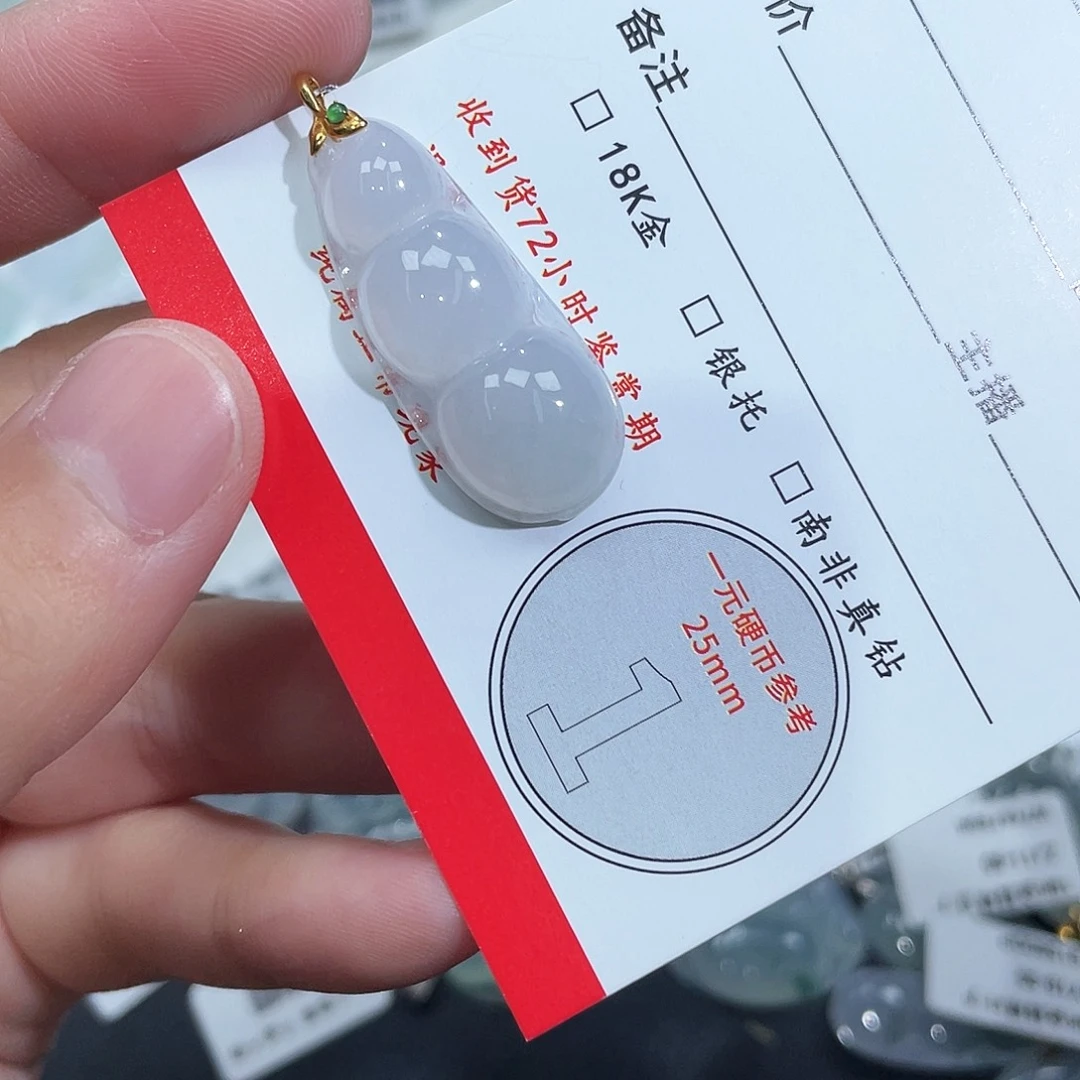 价
备注
18K金
银托
南非真钻
主播
收到货72小时鉴赏期
一元硬币参考
25mm
1